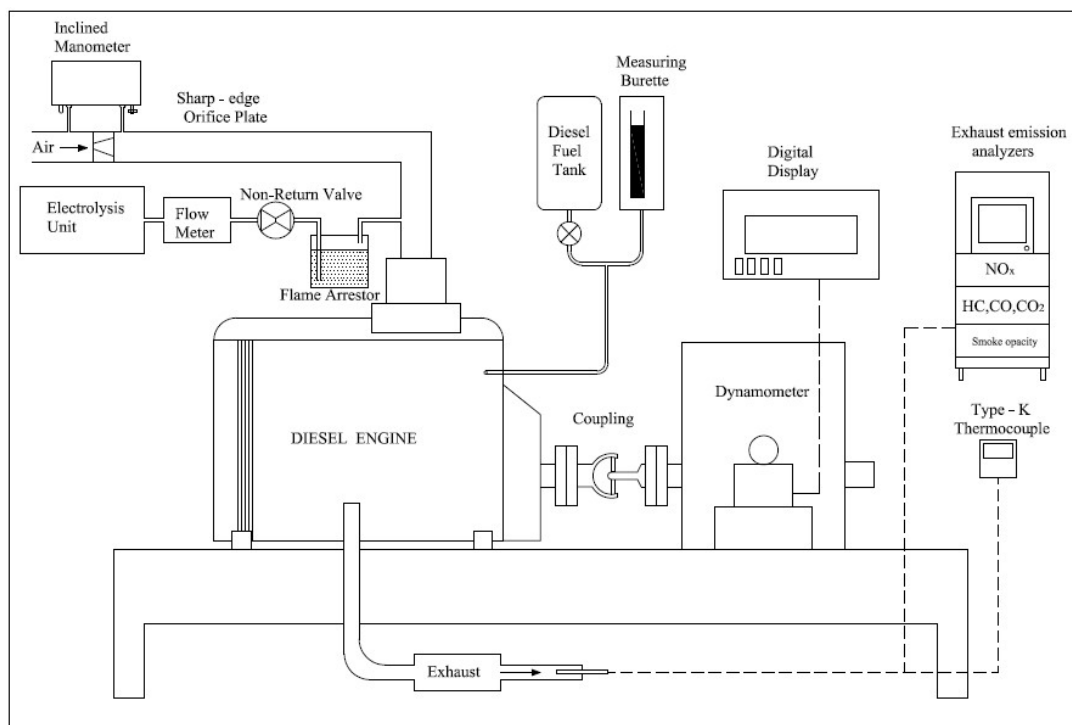 Inclined
Manometer
Sharp - edge
Orifice Plate
Air
Electrolysis
Unit
Flow
Meter
Non-Return Valve
Flame Arrestor
Diesel
Fuel
Tank
Measuring
Burette
Digital
Display
Exhaust emission
analyzers
NOx
HC,CO,CO2
Smoke opacity
Type - K
Thermocouple
Dynamometer
Coupling
DIESEL ENGINE
Exhaust